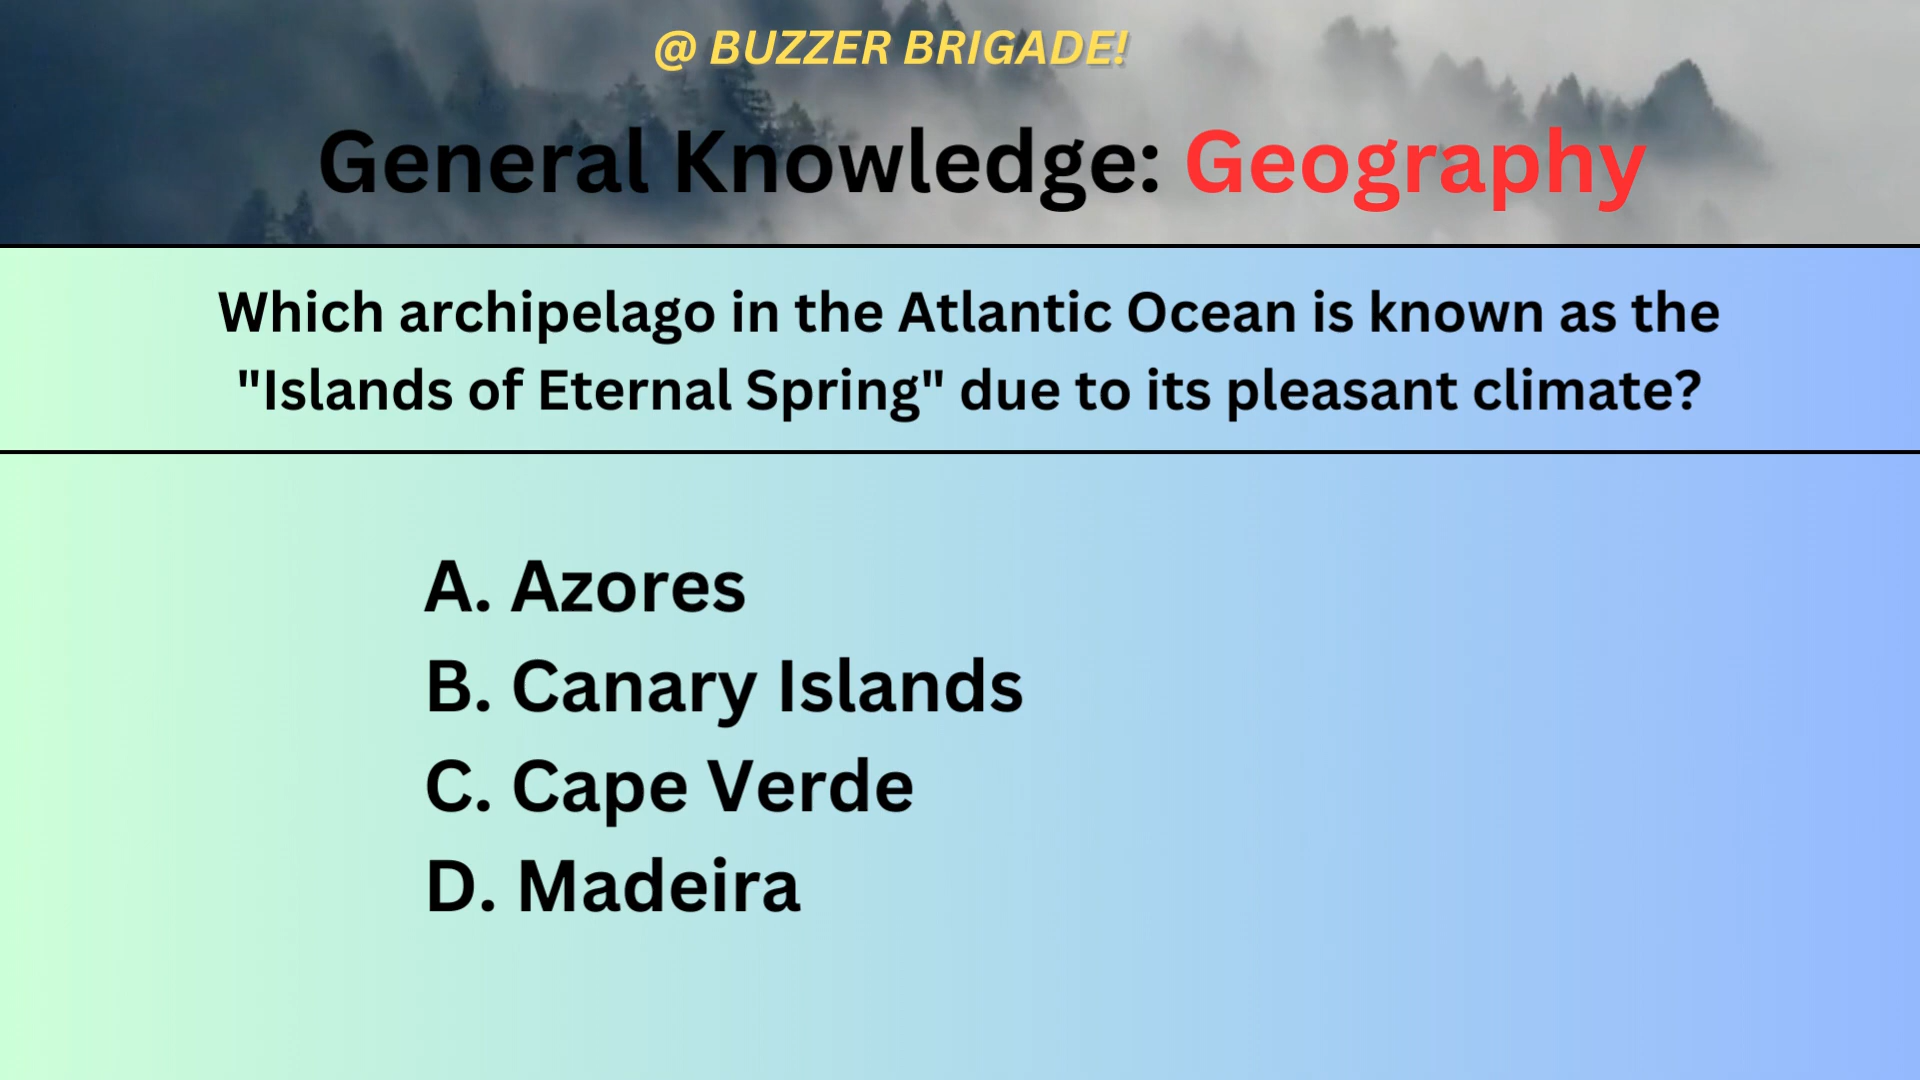 @ BUZZER BRIGADE!
General Knowledge: Geography
Which archipelago in the Atlantic Ocean is known as the
"Islands of Eternal Spring" due to its pleasant climate?
A. Azores
B. Canary Islands
C. Cape Verde
D. Madeira